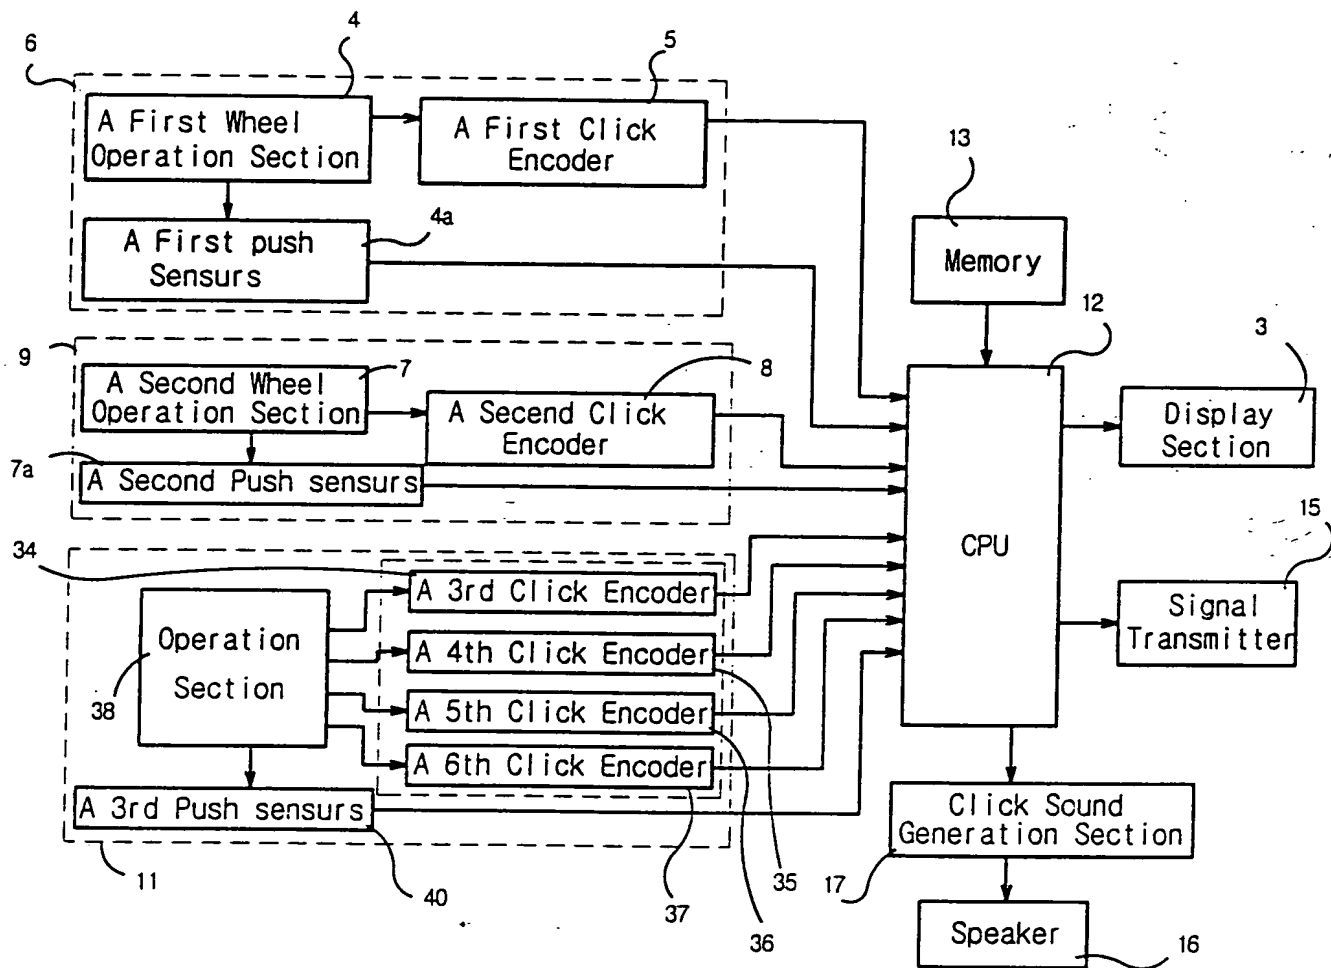 6
4
5
A First Wheel
Operation Section
A First Click
Encoder
4a
A First push
Sensurs
13
Memory
12
3
9
A Second Wheel
Operation Section
7
8
A Secend Click
Encoder
7a
A Second Push sensurs
Display
Section
CPU
15
Signal
Transmitter
34
A 3rd Click Encoder
Operation
Section
38
A 4th Click Encoder
A 5th Click Encoder
A 6th Click Encoder
A 3rd Push sensurs
11
40
37
36
35
Click Sound
Generation Section
17
Speaker
16